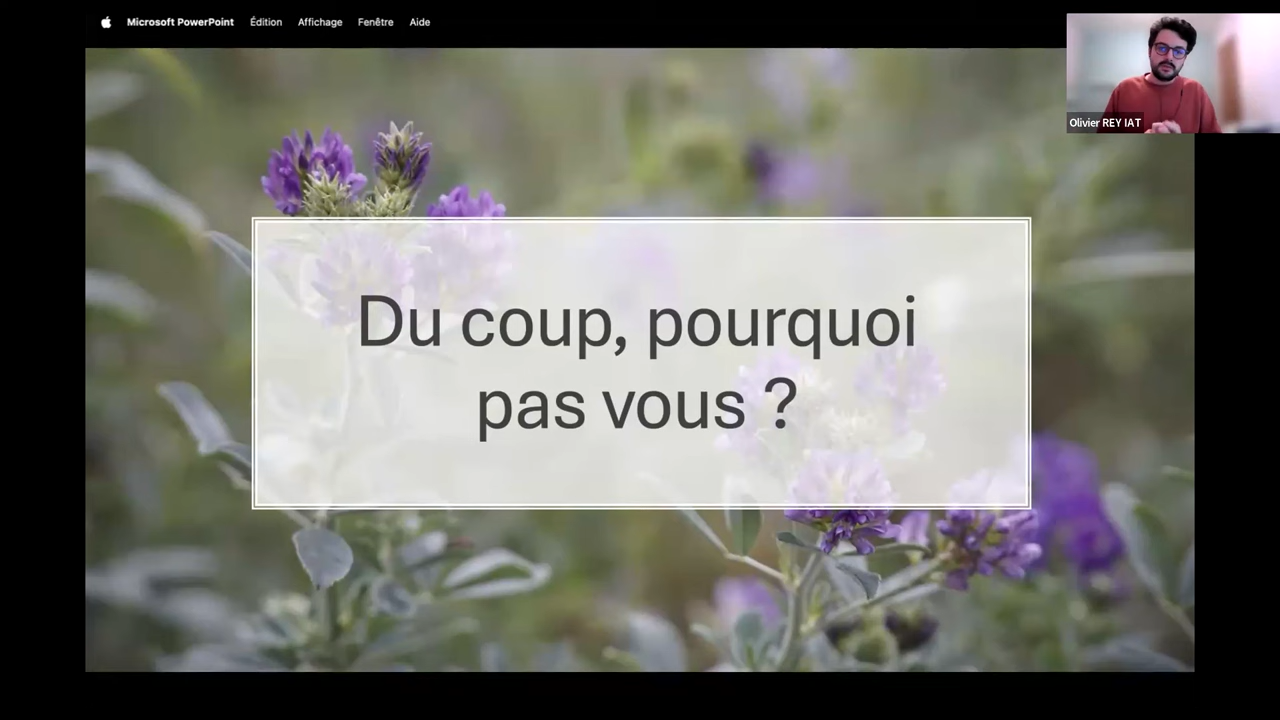 Microsoft PowerPoint Édition Affichage Fenêtre Aide
Olivier REY IAT
Du coup, pourquoi
pas vous ?